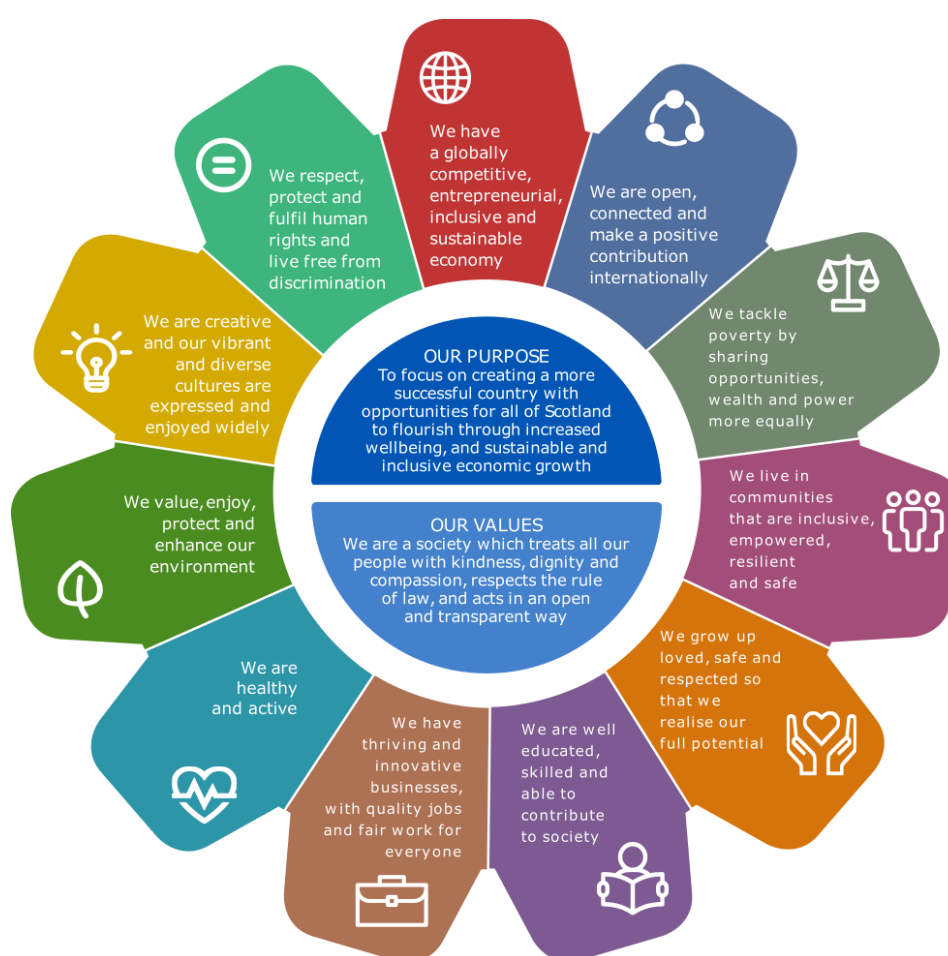 We have
a globally
competitive,
entrepreneurial,
inclusive and
sustainable
economy
We are open,
connected and
make a positive
contribution
internationally
We tackle
poverty by
sharing
opportunities,
wealth and power
more equally
We live in
communities
that are inclusive,
empowered,
resilient
and safe
We grow up
loved, safe and
respected so
that we
realise our
full potential
We are well
educated,
skilled and
able to
contribute
to society
We have
thriving and
innovative
businesses,
with quality jobs
and fair work for
everyone
We are
healthy
and active
We value, enjoy,
protect and
enhance our
environment
We are creative
and our vibrant
and diverse
cultures are
expressed and
enjoyed widely
We respect,
protect and
fulfil human
rights and
live free from
discrimination
OUR PURPOSE
To focus on creating a more
successful country with
opportunities for all of Scotland
to flourish through increased
wellbeing, and sustainable and
inclusive economic growth
OUR VALUES
We are a society which treats all our
people with kindness, dignity and
compassion, respects the rule
of law, and acts in an open
and transparent way